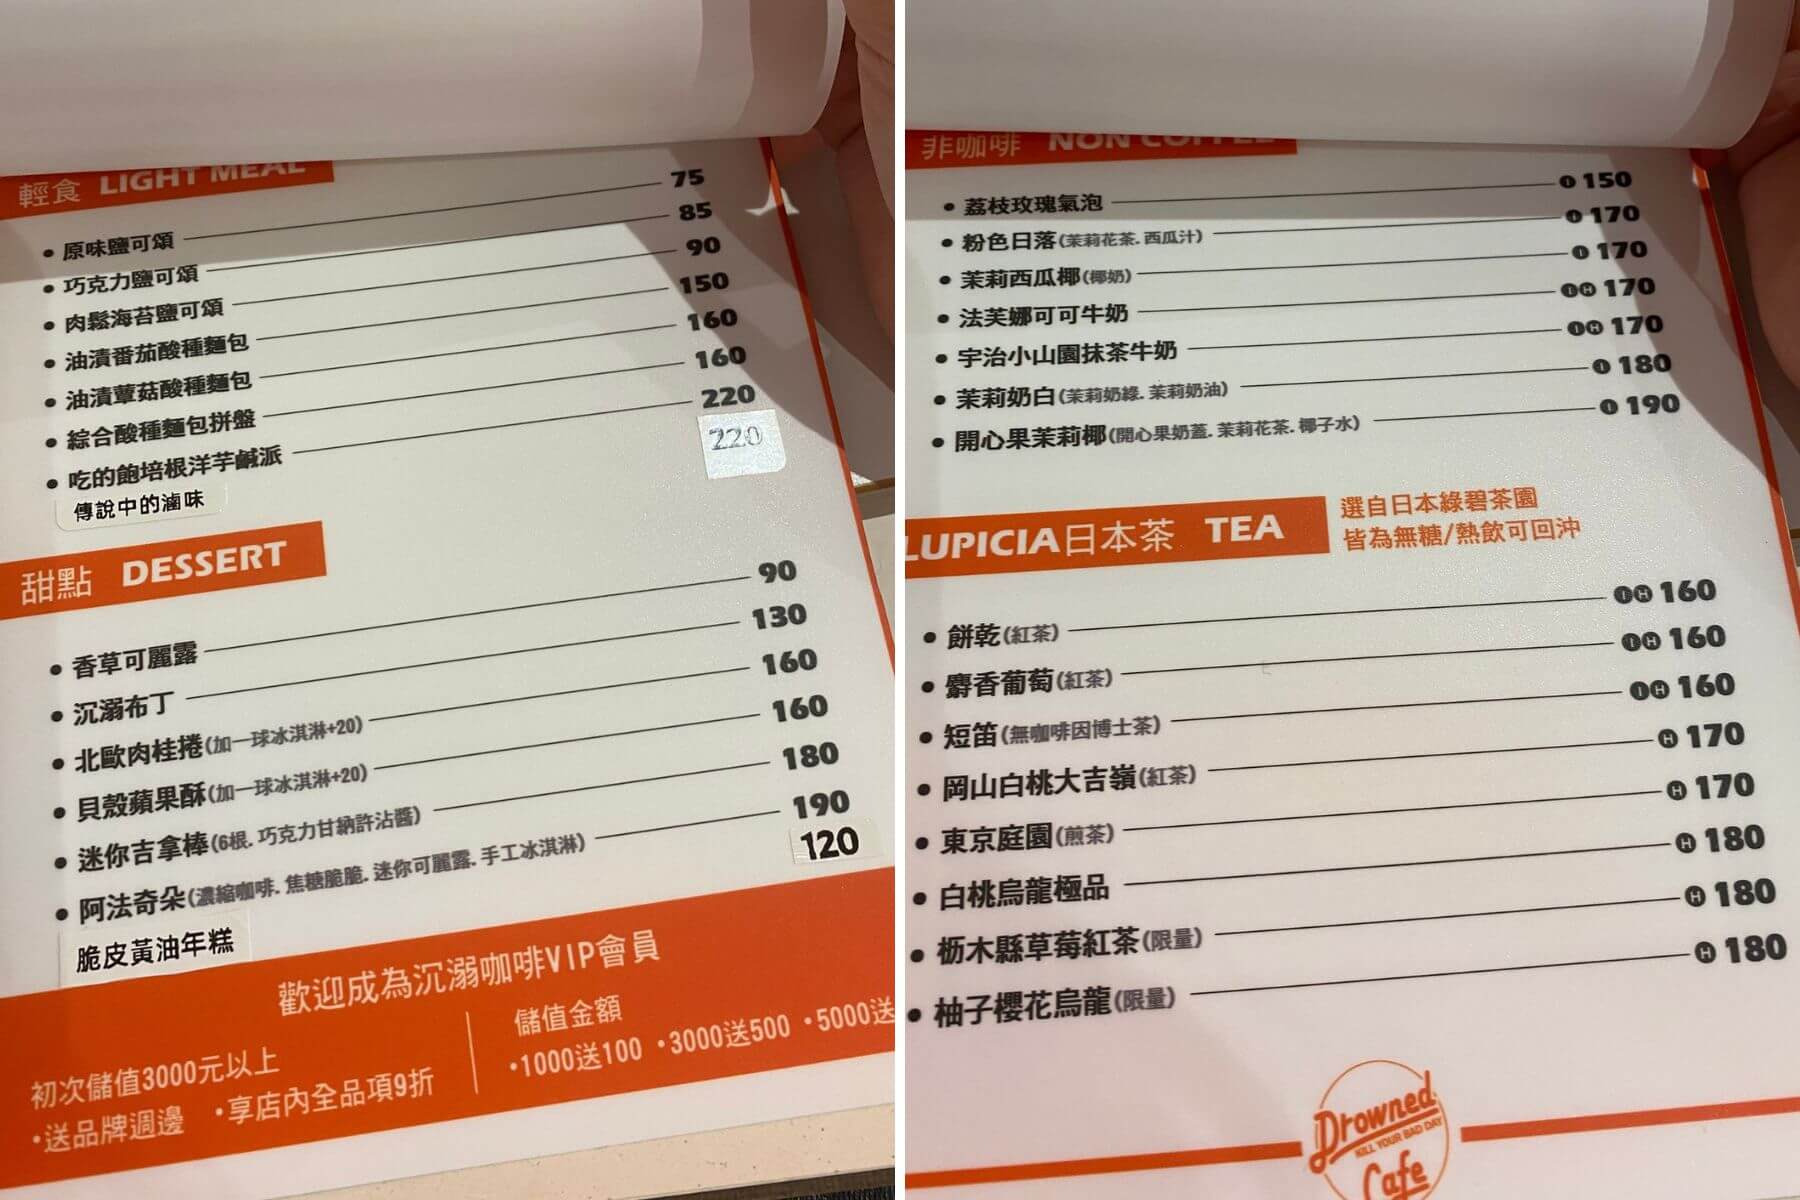 輕食 LIGHT MEAL
• 原味鹽可頌 75
• 巧克力鹽可頌 85
• 肉鬆海苔鹽可頌 90
• 油漬番茄酸種麵包 150
• 油漬蕈菇酸種麵包 160
• 綜合酸種麵包拼盤 160
• 吃的飽培根洋芋鹹派 220
傳說中的滷味 220
甜點 DESSERT
• 香草可麗露 90
• 沉溺布丁 130
• 北歐肉桂捲(加一球冰淇淋+20) 160
• 貝殼蘋果酥(加一球冰淇淋+20) 160
• 迷你吉拿棒(6根. 巧克力甘納許沾醬) 180
• 阿法奇朵(濃縮咖啡. 焦糖脆脆. 迷你可麗露. 手工冰淇淋) 190
脆皮黃油年糕 120
歡迎成為沉溺咖啡VIP會員
初次儲值3000元以上
•送品牌週邊 •享店內全品項9折
儲值金額
•1000送100 •3000送500 •5000送
非咖啡 NON COFFEE
• 荔枝玫瑰氣泡 I 150
• 粉色日落(茉莉花茶. 西瓜汁) I 170
• 茉莉西瓜椰(椰奶) I 170
• 法芙娜可可牛奶 I H 170
• 宇治小山園抹茶牛奶 I H 170
• 茉莉奶白(茉莉奶綠. 茉莉奶油) I 180
• 開心果茉莉椰(開心果奶蓋. 茉莉花茶. 椰子水) I 190
LUPICIA日本茶 TEA
選自日本綠碧茶園
皆為無糖/熱飲可回沖
• 餅乾(紅茶) I H 160
• 麝香葡萄(紅茶) I H 160
• 短笛(無咖啡因博士茶) I H 160
• 岡山白桃大吉嶺(紅茶) H 170
• 東京庭園(煎茶) H 170
• 白桃烏龍極品 H 180
• 枥木縣草莓紅茶(限量) H 180
• 柚子櫻花烏龍(限量) H 180
Drowned
KILL YOUR BAD DAY
Cafe